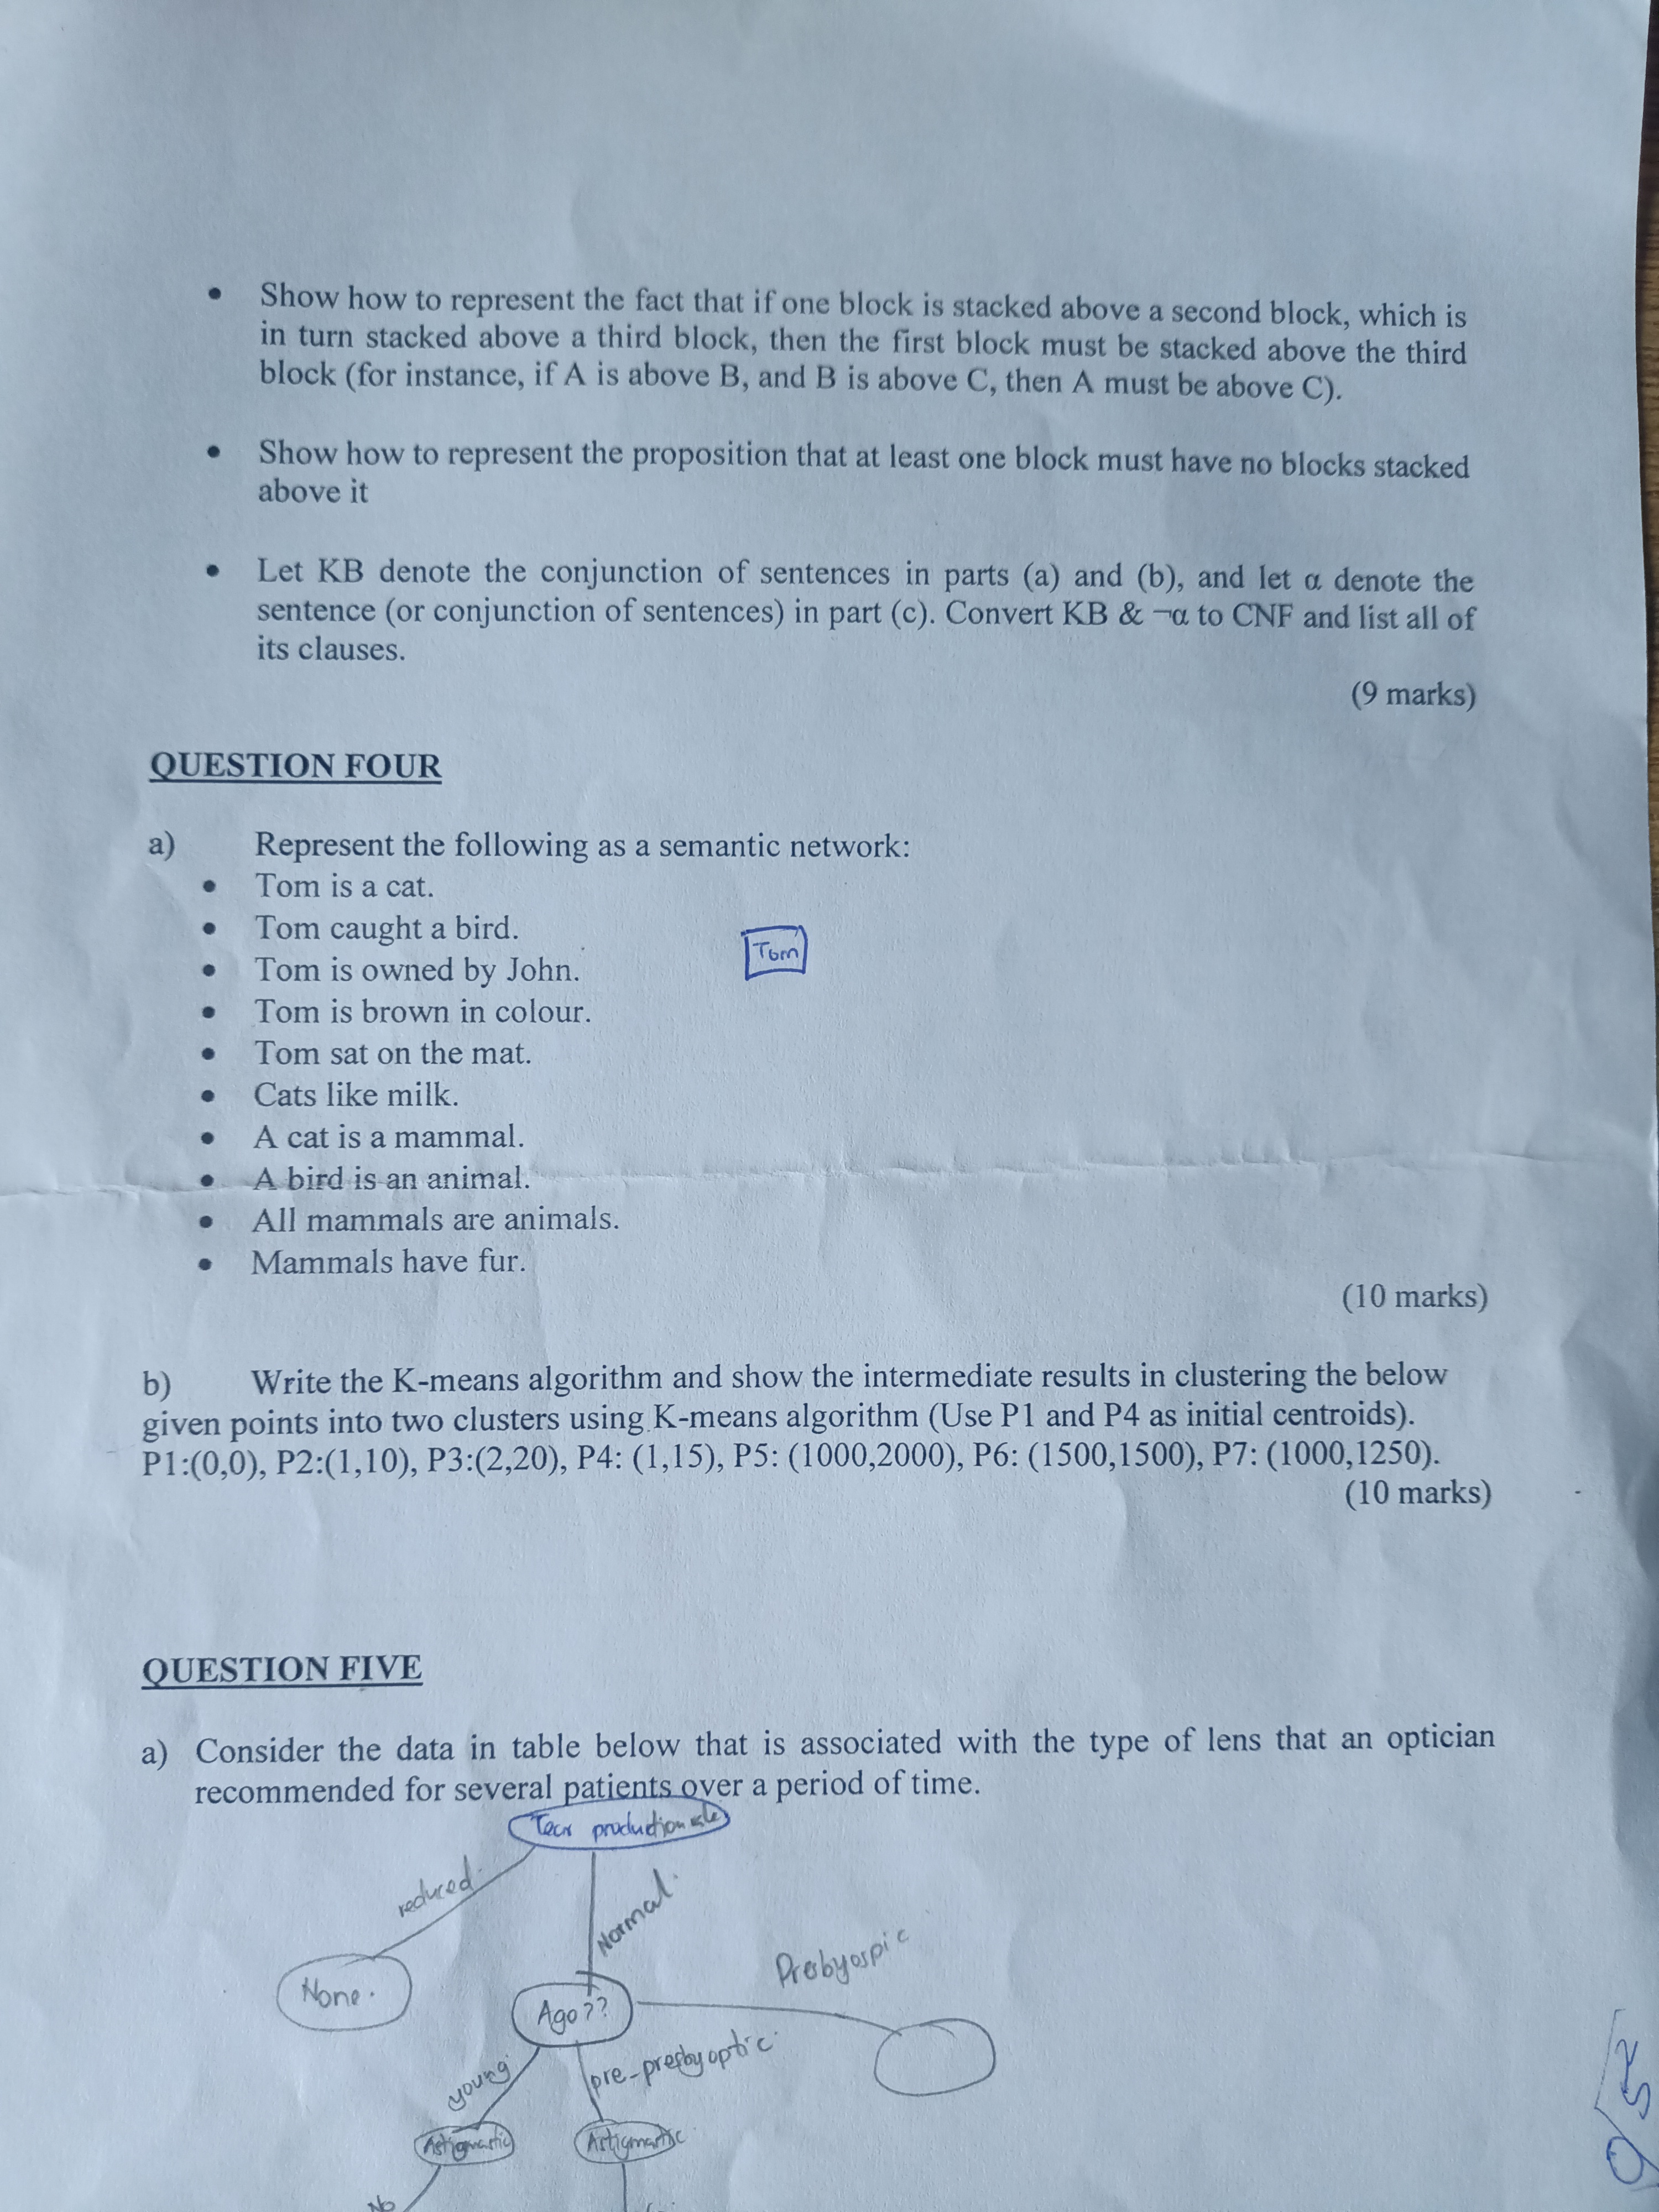 • Show how to represent the fact that if one block is stacked above a second block, which is
in turn stacked above a third block, then the first block must be stacked above the third
block (for instance, if A is above B, and B is above C, then A must be above C).
• Show how to represent the proposition that at least one block must have no blocks stacked
above it
• Let KB denote the conjunction of sentences in parts (a) and (b), and let α denote the
sentence (or conjunction of sentences) in part (c). Convert KB & ¬α to CNF and list all of
its clauses.
(9 marks)
QUESTION FOUR
a) Represent the following as a semantic network:
• Tom is a cat.
• Tom caught a bird.
Tom
• Tom is owned by John.
• Tom is brown in colour.
• Tom sat on the mat.
• Cats like milk.
• A cat is a mammal.
• A bird is an animal.
• All mammals are animals.
• Mammals have fur.
(10 marks)
b) Write the K-means algorithm and show the intermediate results in clustering the below
given points into two clusters using K-means algorithm (Use P1 and P4 as initial centroids).
P1:(0,0), P2:(1,10), P3:(2,20), P4: (1,15), P5: (1000,2000), P6: (1500,1500), P7: (1000,1250).
(10 marks)
QUESTION FIVE
a) Consider the data in table below that is associated with the type of lens that an optician
recommended for several patients over a period of time.
Tear production
reduced
Normal.
Presbyospic
None.
Ago??
young
pre-presbyoptic
Astigmastic
Astigmastic
No